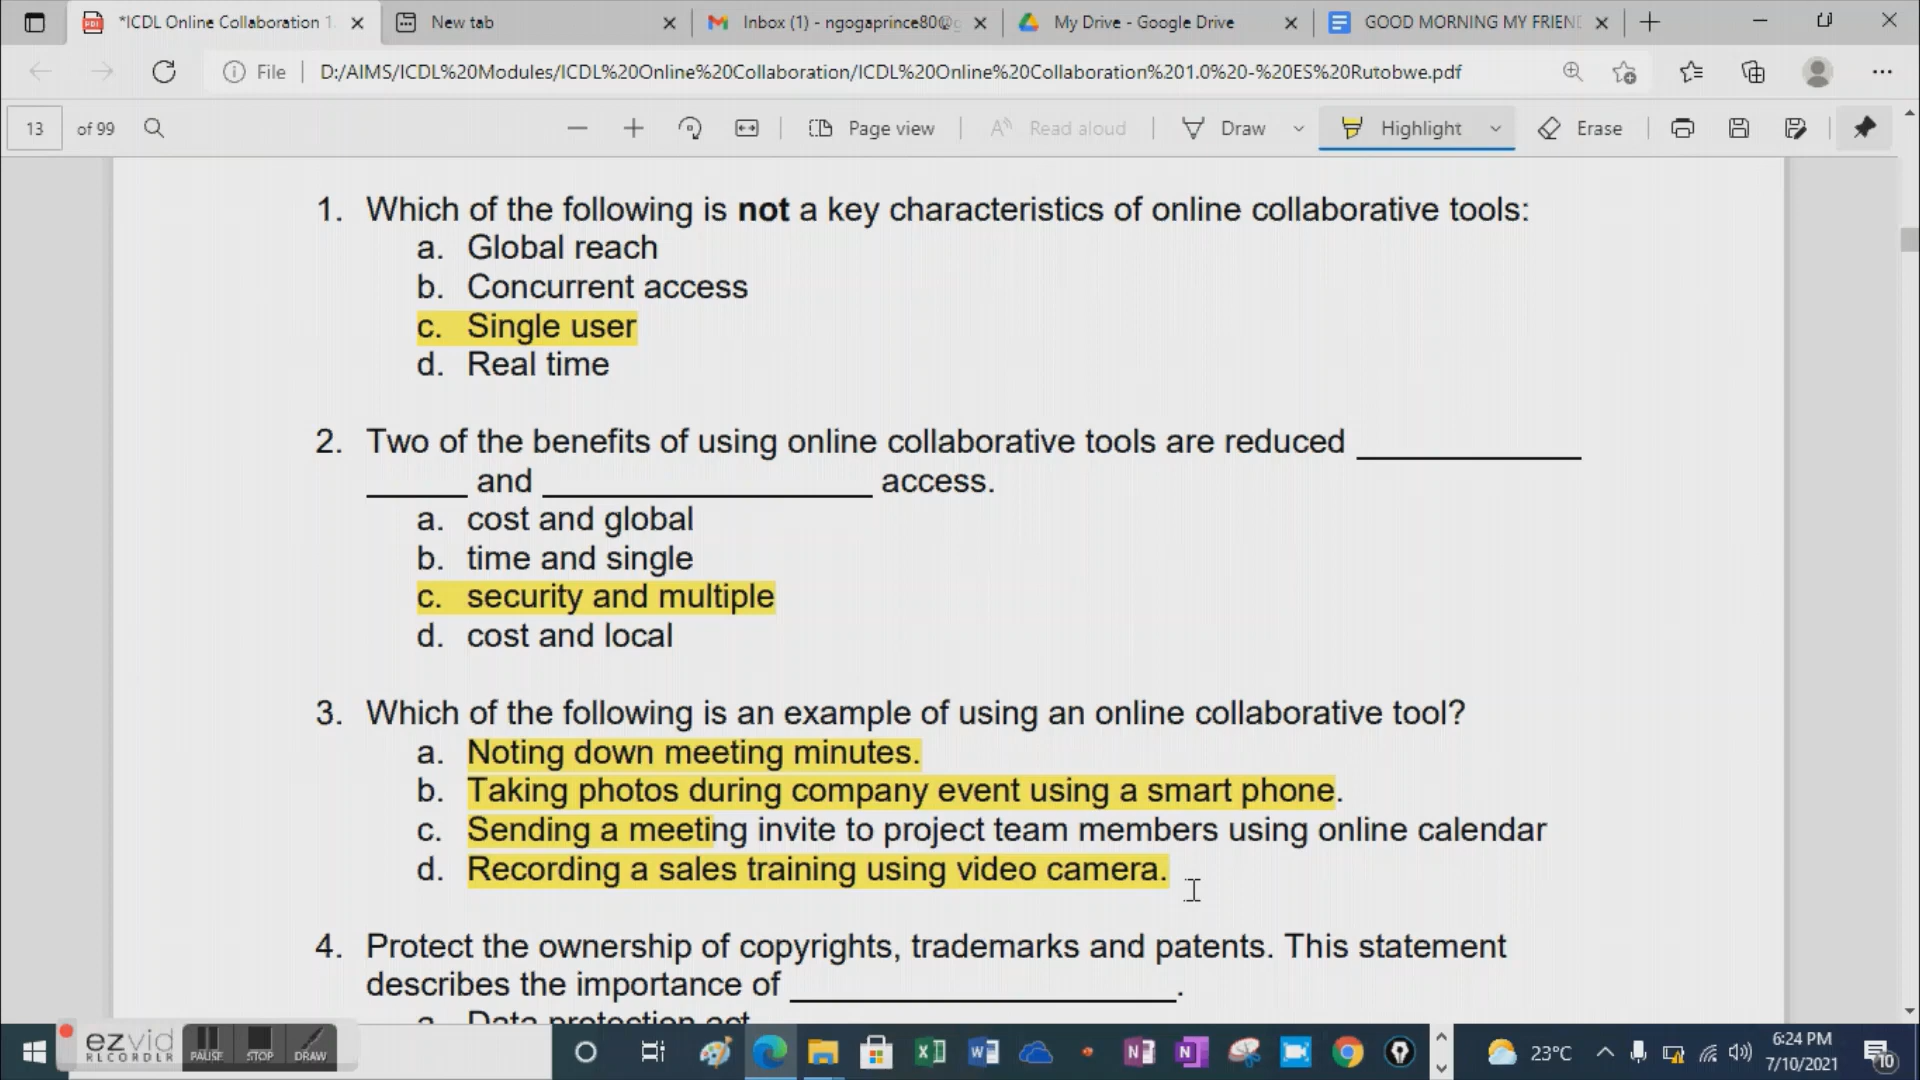 *ICDL Online Collaboration 1.
New tab
Inbox (1) - ngogaprince80@g
My Drive - Google Drive
GOOD MORNING MY FRIEN
File
D:/AIMS/ICDL%20Modules/ICDL%20Online%20Collaboration/ICDL%20Online%20Collaboration%201.0%20-%20ES%20Rutobwe.pdf
13 of 99
Page view
Read aloud
Draw
Highlight
Erase
1. Which of the following is not a key characteristics of online collaborative tools:
a. Global reach
b. Concurrent access
c. Single user
d. Real time
2. Two of the benefits of using online collaborative tools are reduced ____________
______ and __________________ access.
a. cost and global
b. time and single
c. security and multiple
d. cost and local
3. Which of the following is an example of using an online collaborative tool?
a. Noting down meeting minutes.
b. Taking photos during company event using a smart phone.
c. Sending a meeting invite to project team members using online calendar
d. Recording a sales training using video camera.
4. Protect the ownership of copyrights, trademarks and patents. This statement
describes the importance of _____________________.
a. Data protection act
ezvid
RECORDER
PAUSE
STOP
DRAW
23°C
6:24 PM
7/10/2021
10